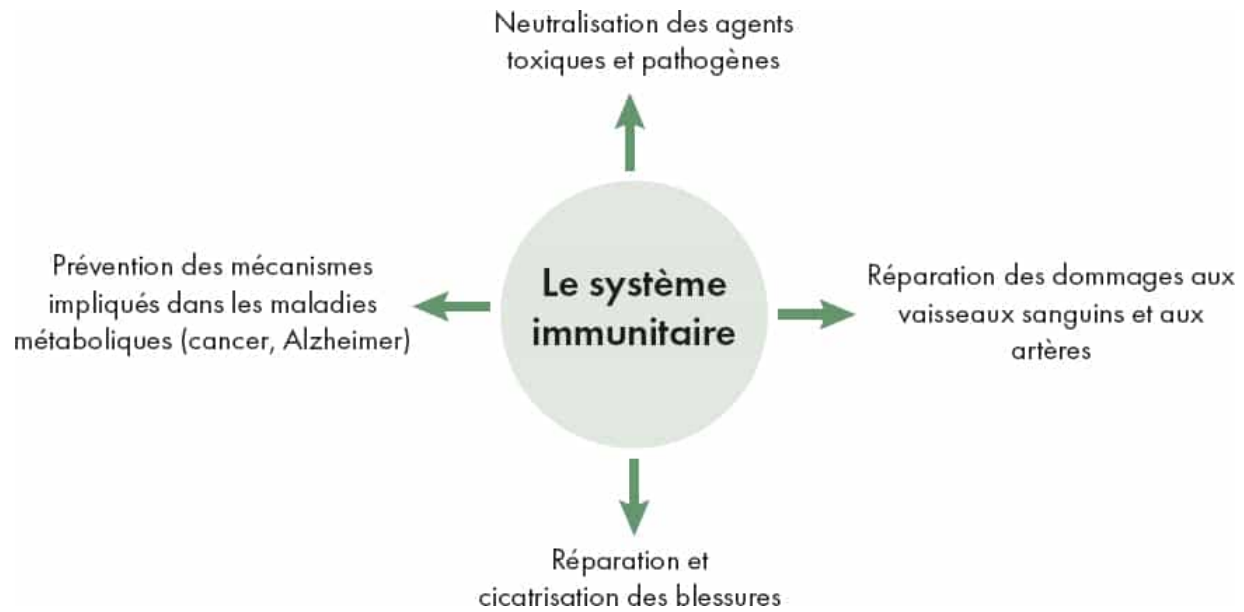 Neutralisation des agents
toxiques et pathogènes
Prévention des mécanismes
impliqués dans les maladies
métaboliques (cancer, Alzheimer)
Le système
immunitaire
Réparation des dommages aux
vaisseaux sanguins et aux
artères
Réparation et
cicatrisation des blessures